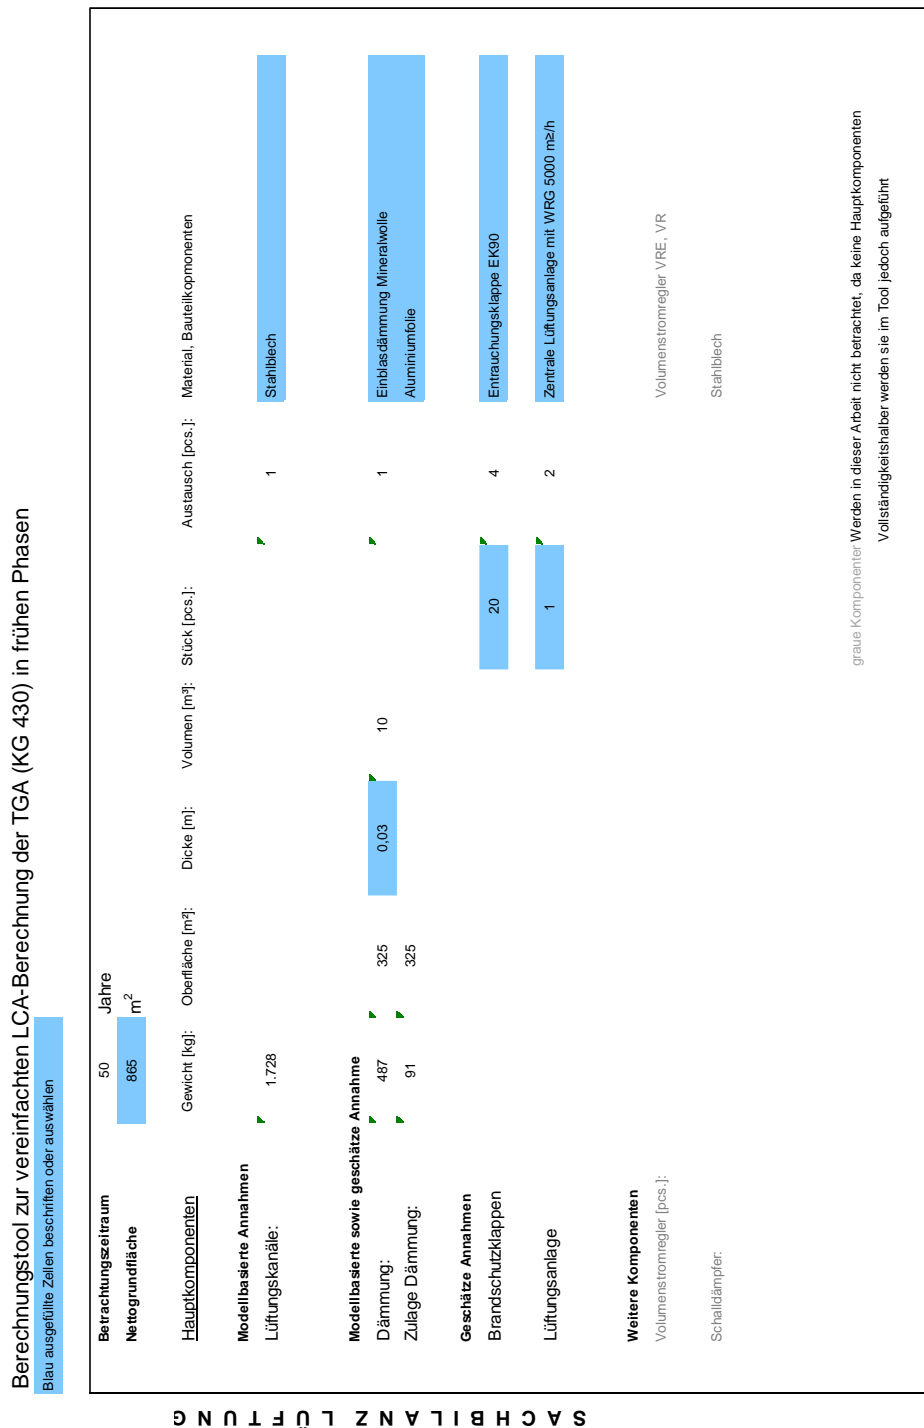 Berechnungstool zur vereinfachten LCA-Berechnung der TGA (KG 430) in frühen Phasen
Blau ausgefüllte Zellen beschriften oder auswählen
SACHBILLANZ LÜFTUNG
Betrachtungszeitraum 50 Jahre
Nettogrundfläche 865 m²
Hauptkomponenten Gewicht [kg]: Oberfläche [m²]: Dicke [m]: Volumen [m³]: Stück [pcs.]: Austausch [pcs.]: Material, Bauteilkopmonenten
Modellbasierte Annahmen
Lüftungskanäle: 1.728 1 Stahlblech
Modellbasierte sowie geschätze Annahme
Dämmung: 487 325 0,03 10 1 Einblasdämmung Mineralwolle
Zulage Dämmung: 91 325 Aluminiumfolie
Geschätze Annahmen
Brandschutzklappen 20 4 Entrauchungsklappe EK90
Lüftungsanlage 1 2 Zentrale Lüftungsanlage mit WRG 5000 m≥/h
Weitere Komponenten
Volumenstromregler [pcs.]: Volumenstromregler VRE, VR
Schalldämpfer: Stahlblech
graue Komponenter Werden in dieser Arbeit nicht betrachtet, da keine Hauptkomponenten
Vollständigkeitshalber werden sie im Tool jedoch aufgeführt